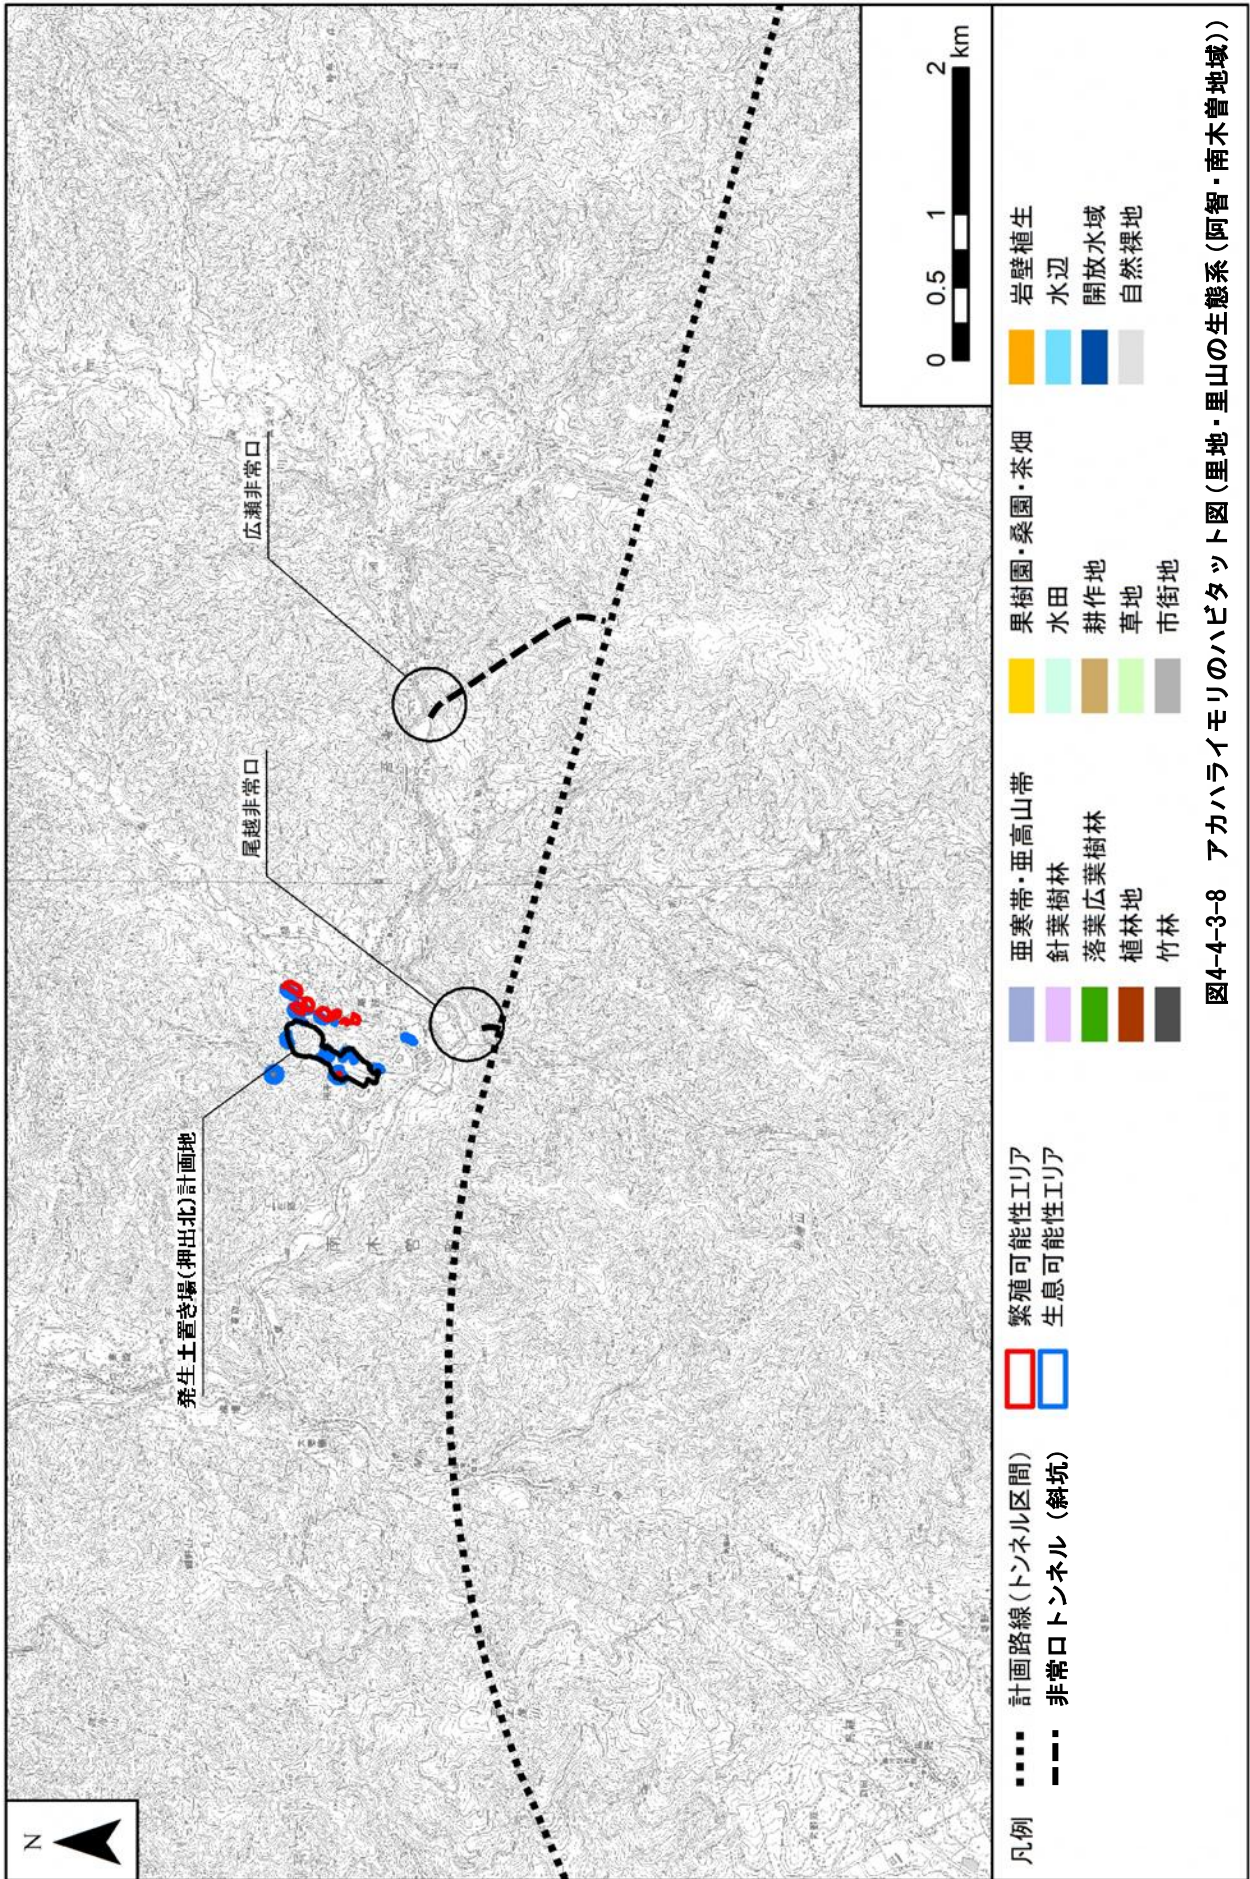 N
広瀬非常口
尾越非常口
発生土置き場(押出北)計画地
0 0.5 1 2 km
凡例
計画路線(トンネル区間)
非常口トンネル（斜坑）
繁殖可能性エリア
生息可能性エリア
亜寒帯・亜高山帯
針葉樹林
落葉広葉樹林
植林地
竹林
果樹園・桑園・茶畑
水田
耕作地
草地
市街地
岩壁植生
水辺
開放水域
自然裸地
図4-4-3-8 アカハライモリのハビタット図(里地・里山の生態系(阿智・南木曽地域))